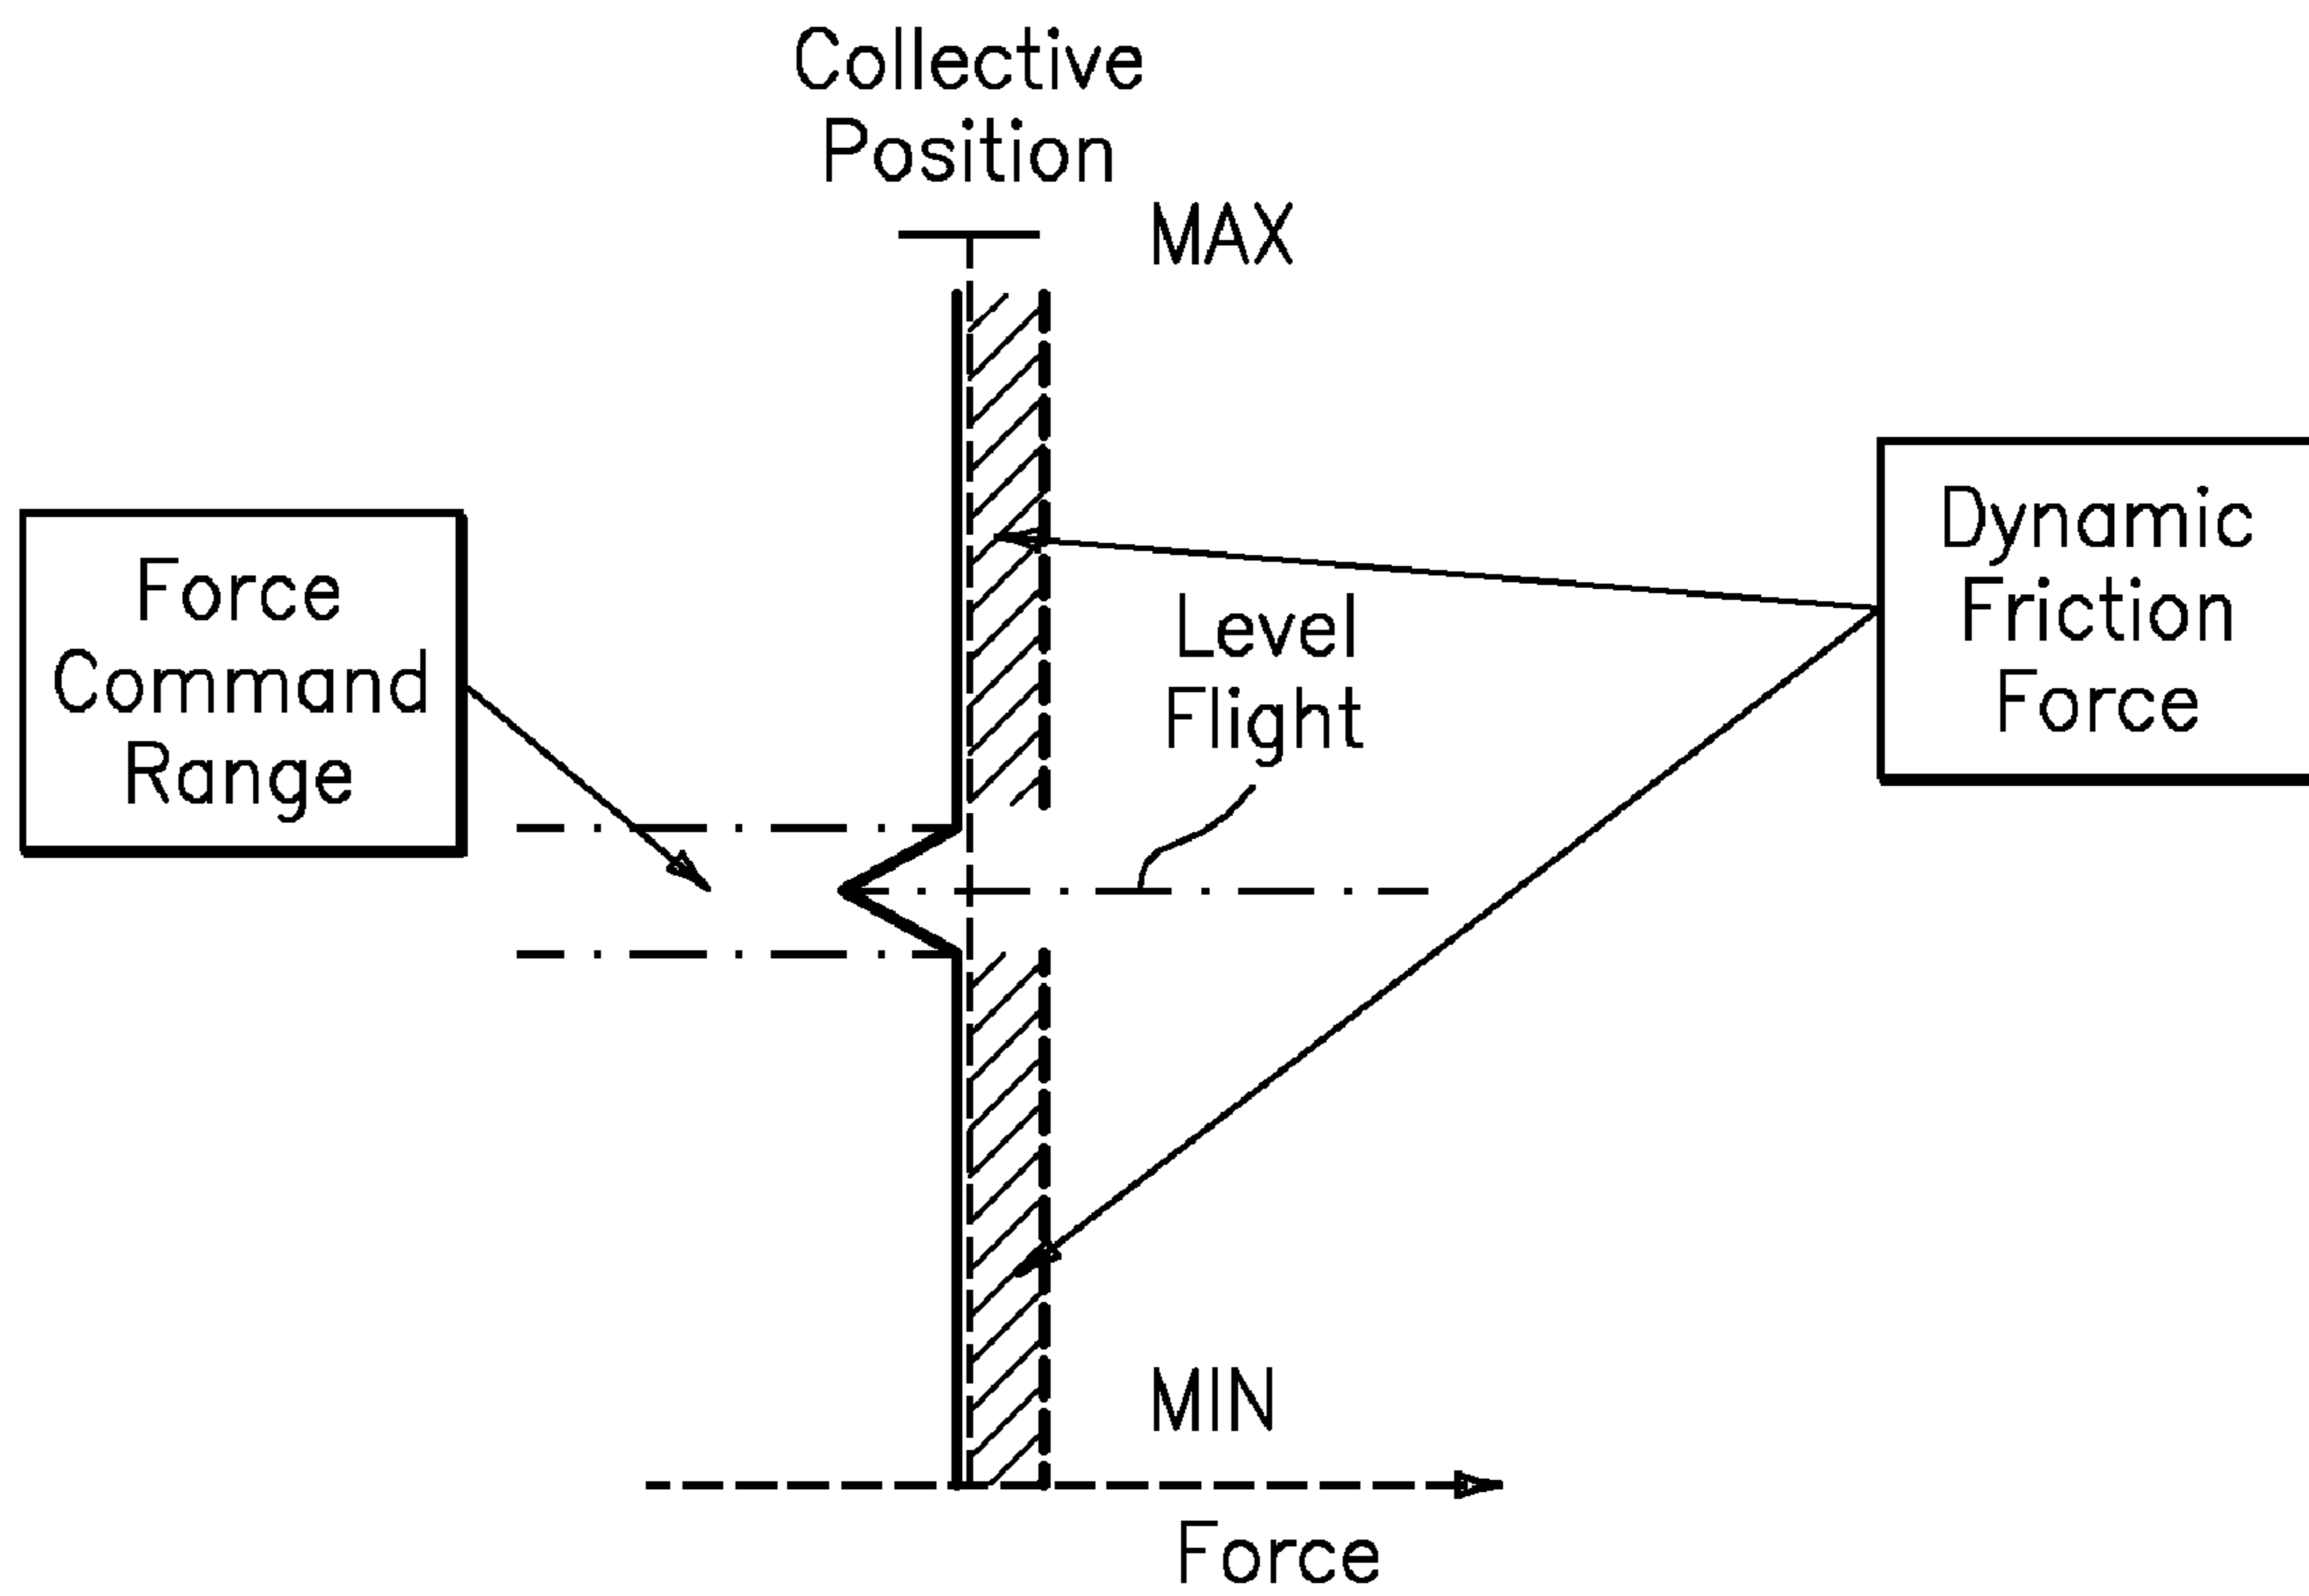 Collective
Position
MAX
Force
Command
Range
Dynamic
Friction
Force
Level
Flight
MIN
Force